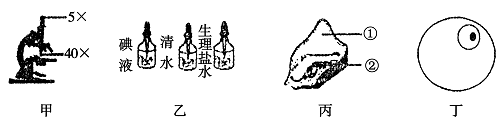 5×
40×
碘液
清水
生理盐水
①
②
甲
乙
丙
丁